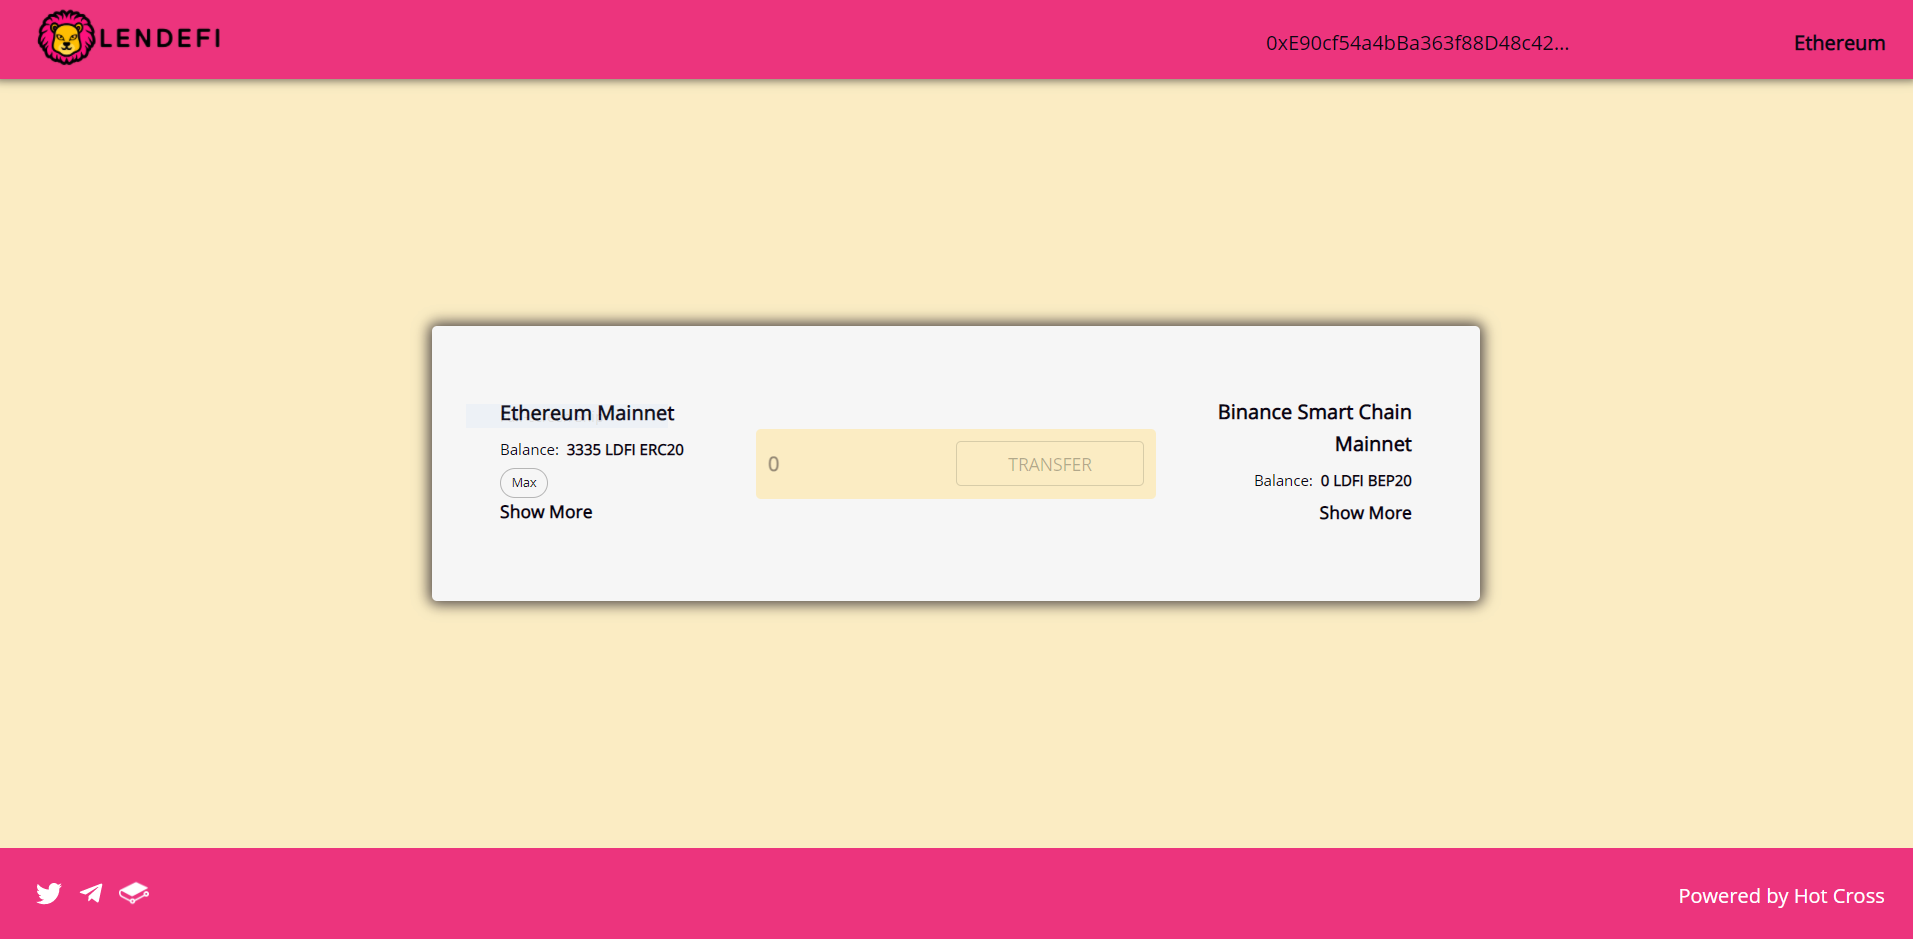 LENDEFI
0xE90cf54a4bBa363f88D48c42...
Ethereum
Ethereum Mainnet
Balance: 3335 LDFI ERC20
Max
Show More
0
TRANSFER
Binance Smart Chain
Mainnet
Balance: 0 LDFI BEP20
Show More
Powered by Hot Cross